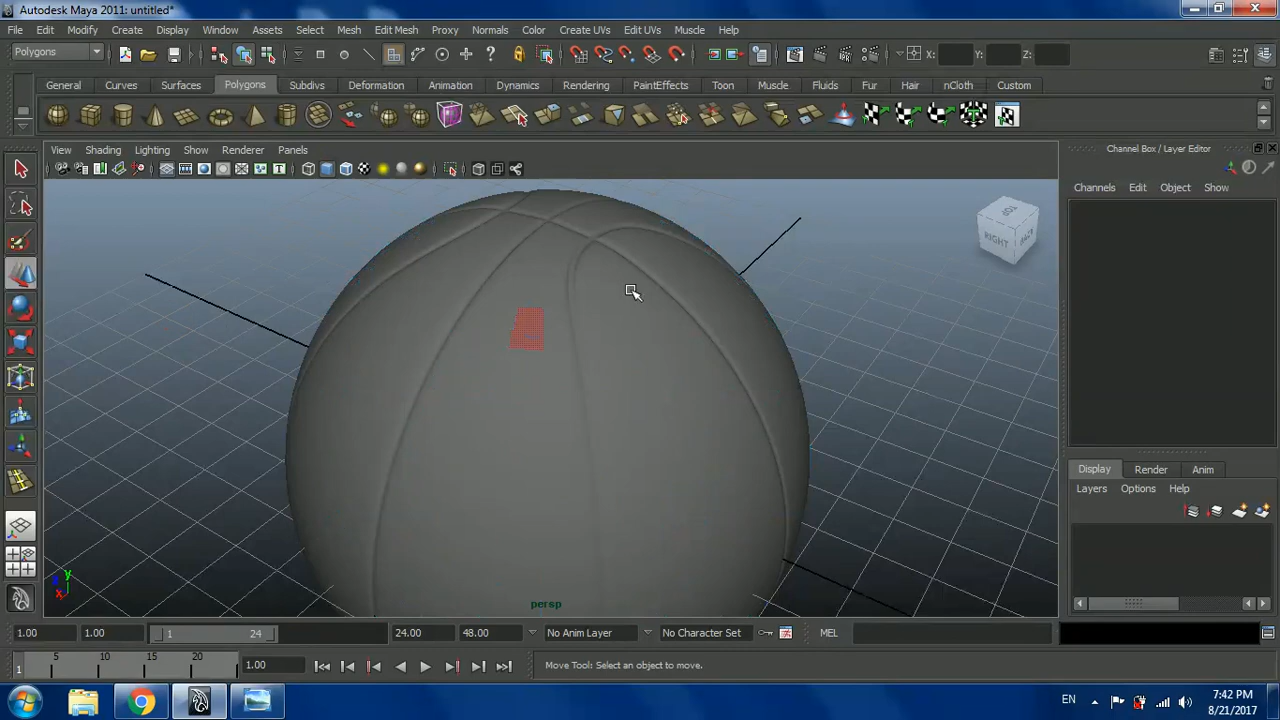 Autodesk Maya 2011: untitled*
File Edit Modify Create Display Window Assets Select Mesh Edit Mesh Proxy Normals Color Create UVs Edit UVs Muscle Help
Polygons X: Y: Z:
General Curves Surfaces Polygons Subdivs Deformation Animation Dynamics Rendering PaintEffects Toon Muscle Fluids Fur Hair nCloth Custom
View Shading Lighting Show Renderer Panels
Channel Box / Layer Editor
Channels Edit Object Show
TOP
RIGHT BACK
Display Render Anim
Layers Options Help
y
x
persp
1.00 1.00 1 24 24.00 48.00 No Anim Layer No Character Set MEL
1 5 10 15 20 1.00 Move Tool: Select an object to move.
EN 7:42 PM
8/21/2017